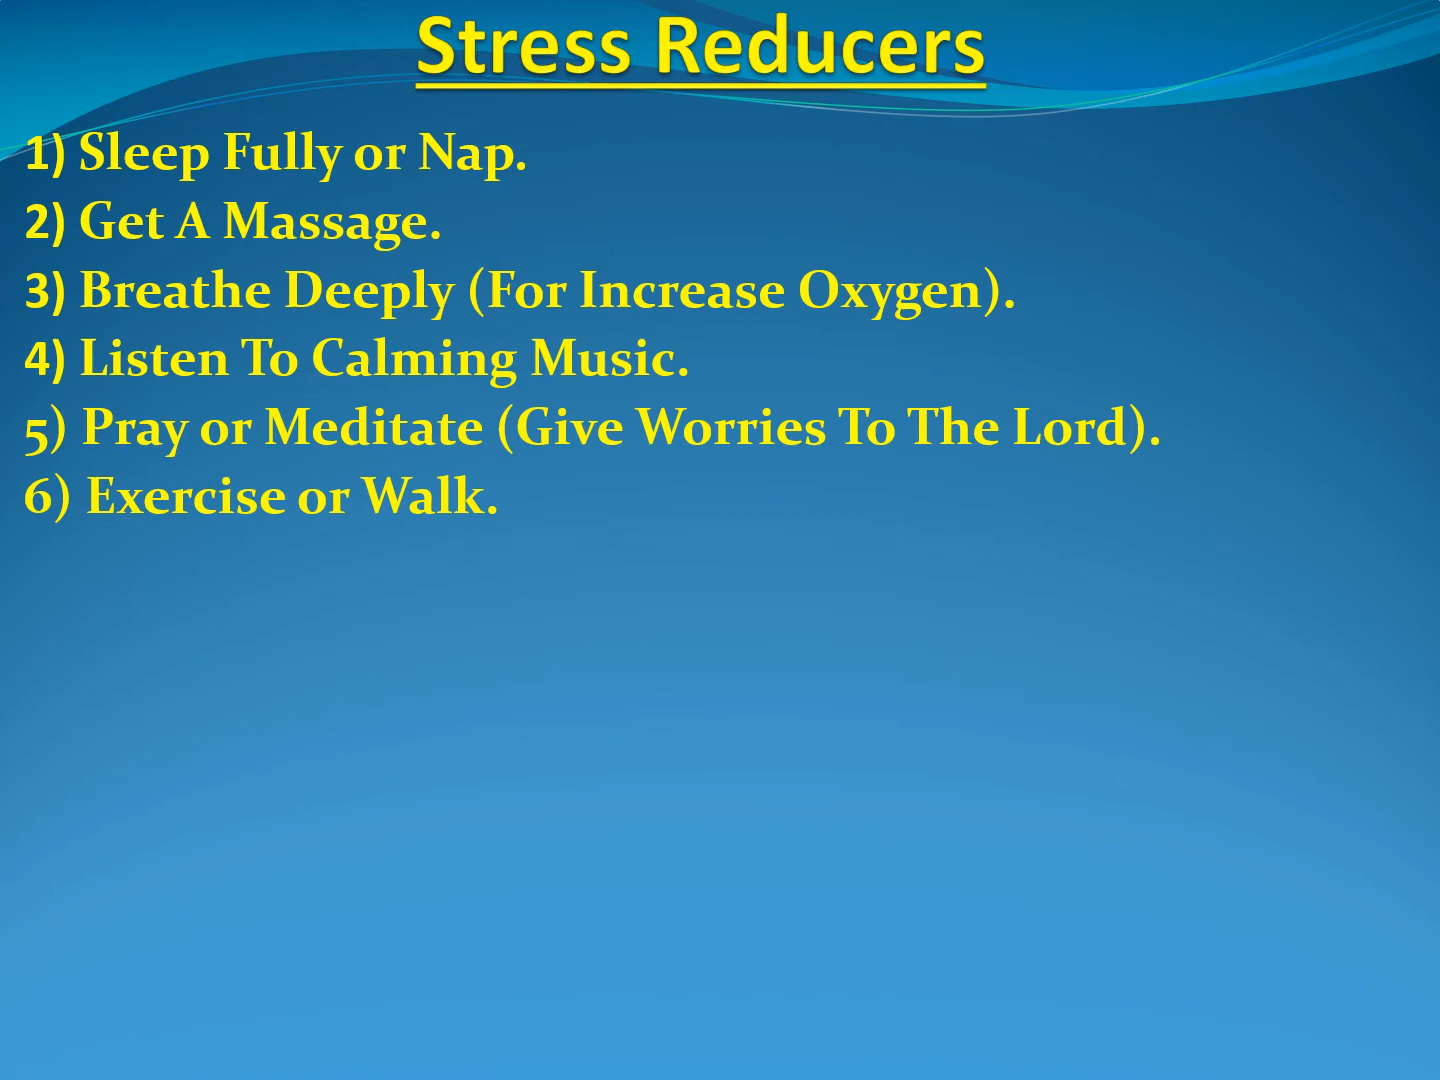 Stress Reducers
1) Sleep Fully or Nap.
2) Get A Massage.
3) Breathe Deeply (For Increase Oxygen).
4) Listen To Calming Music.
5) Pray or Meditate (Give Worries To The Lord).
6) Exercise or Walk.